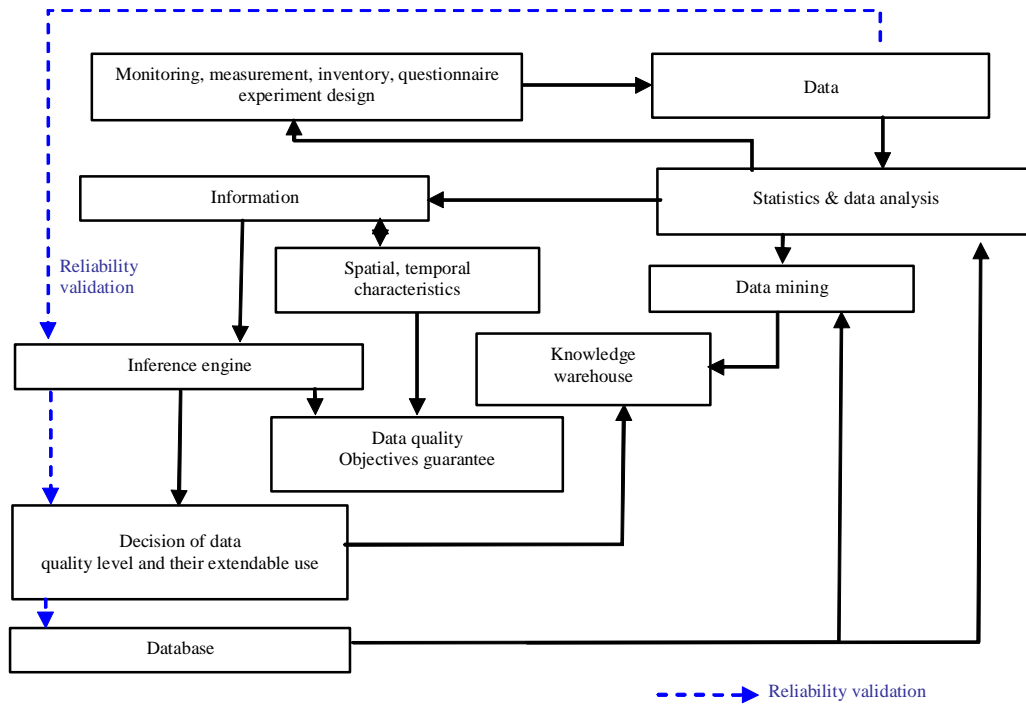 Monitoring, measurement, inventory, questionnaire
experiment design
Data
Information
Statistics & data analysis
Reliability
validation
Spatial, temporal
characteristics
Data mining
Inference engine
Knowledge
warehouse
Data quality
Objectives guarantee
Decision of data
quality level and their extendable use
Database
Reliability validation